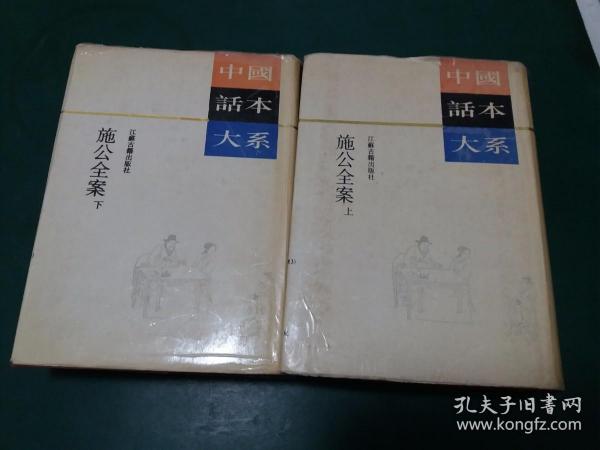 中國
話本
大系
江蘇古籍出版社
施公全案 下
中國
話本
大系
江蘇古籍出版社
施公全案 上
孔夫子旧书网
www.kongfz.com